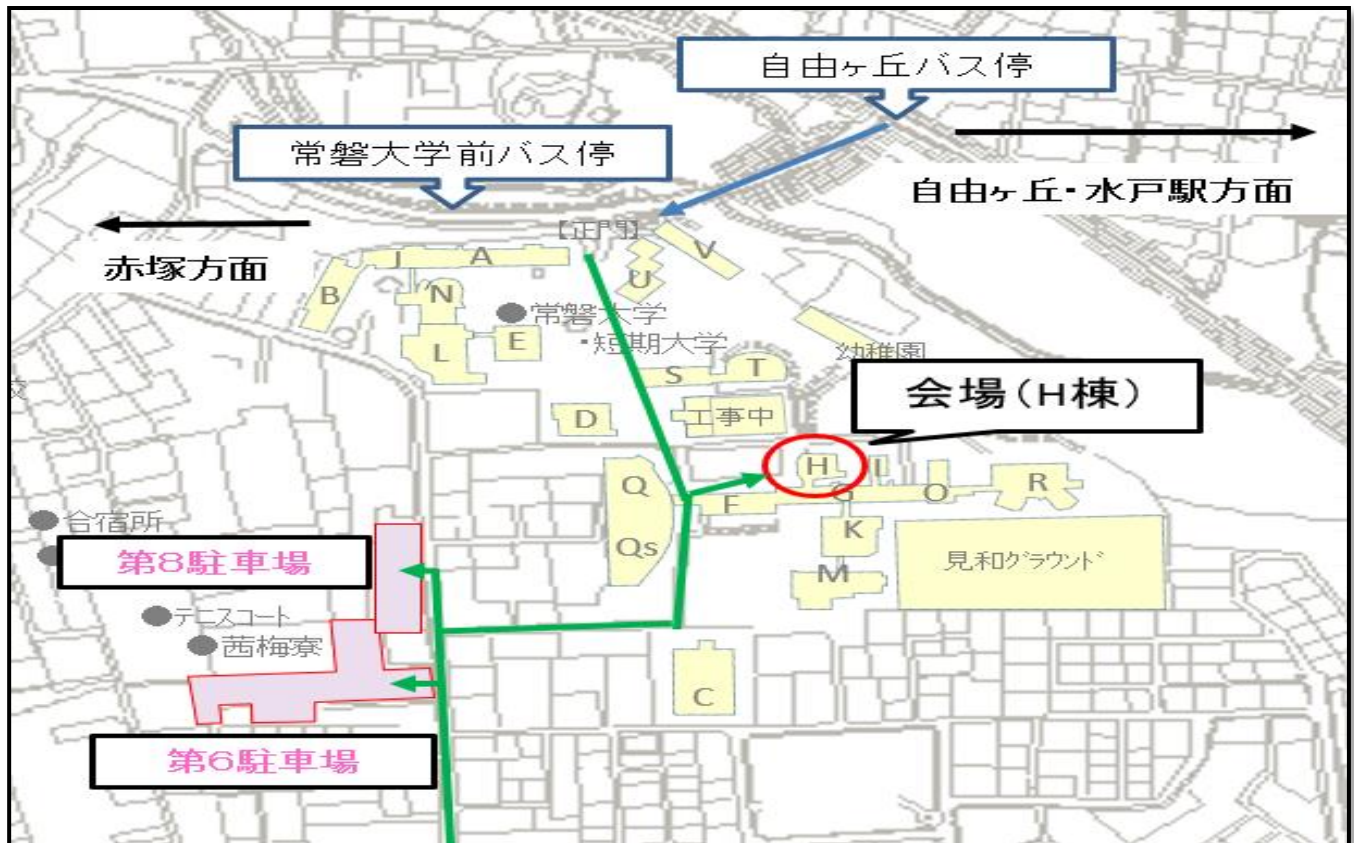 自由ヶ丘バス停
常磐大学前バス停
自由ヶ丘・水戸駅方面
赤塚方面
【正門】
V
J
A
U
B
N
●常磐大学
・短期大学
E
L
幼稚園
S
T
会場（H棟）
D
工事中
H
I
Q
F
G
O
R
K
Qs
見和グラウンド
M
校
●合宿所
第8駐車場
●テニスコート
●茜梅寮
C
第6駐車場